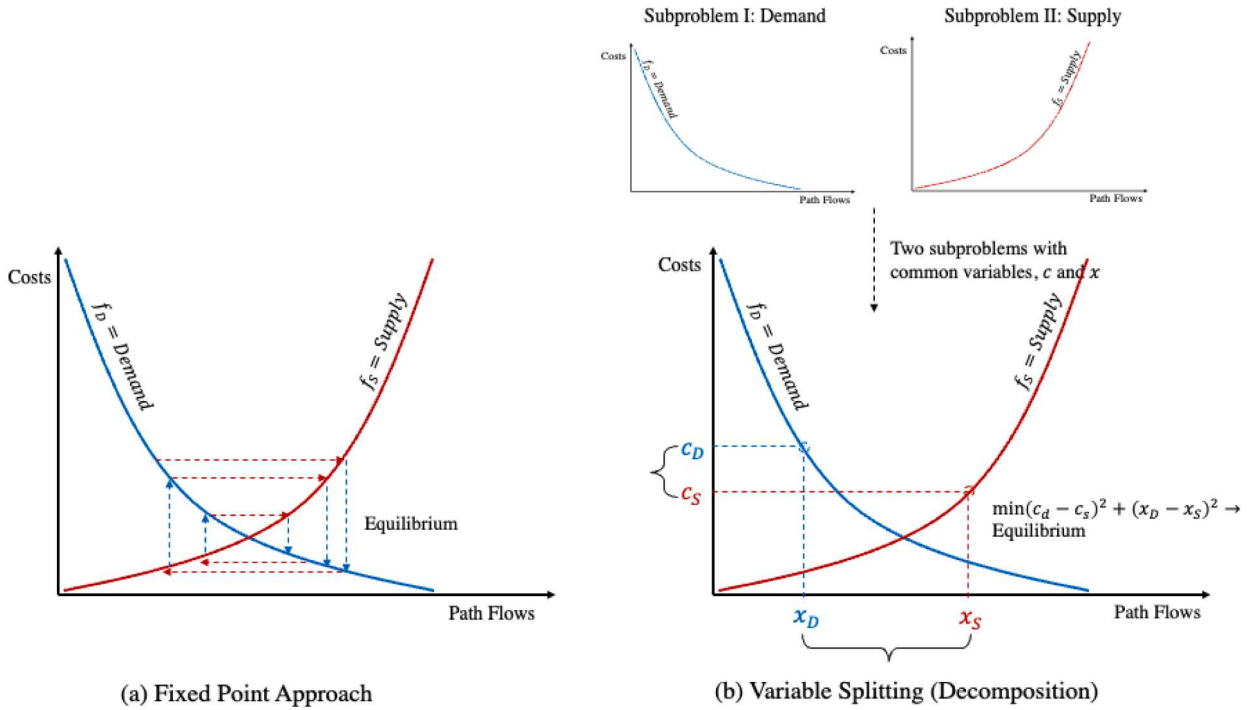 Subproblem I: Demand
Subproblem II: Supply
Costs
f_D = Demand
Path Flows
Costs
f_S = Supply
Path Flows
Two subproblems with
common variables, c and x
Costs
f_D = Demand
f_S = Supply
Equilibrium
Path Flows
(a) Fixed Point Approach
Costs
f_D = Demand
f_S = Supply
c_D
c_S
min(c_d − c_s)² + (x_D − x_S)² →
Equilibrium
x_D
x_S
Path Flows
(b) Variable Splitting (Decomposition)